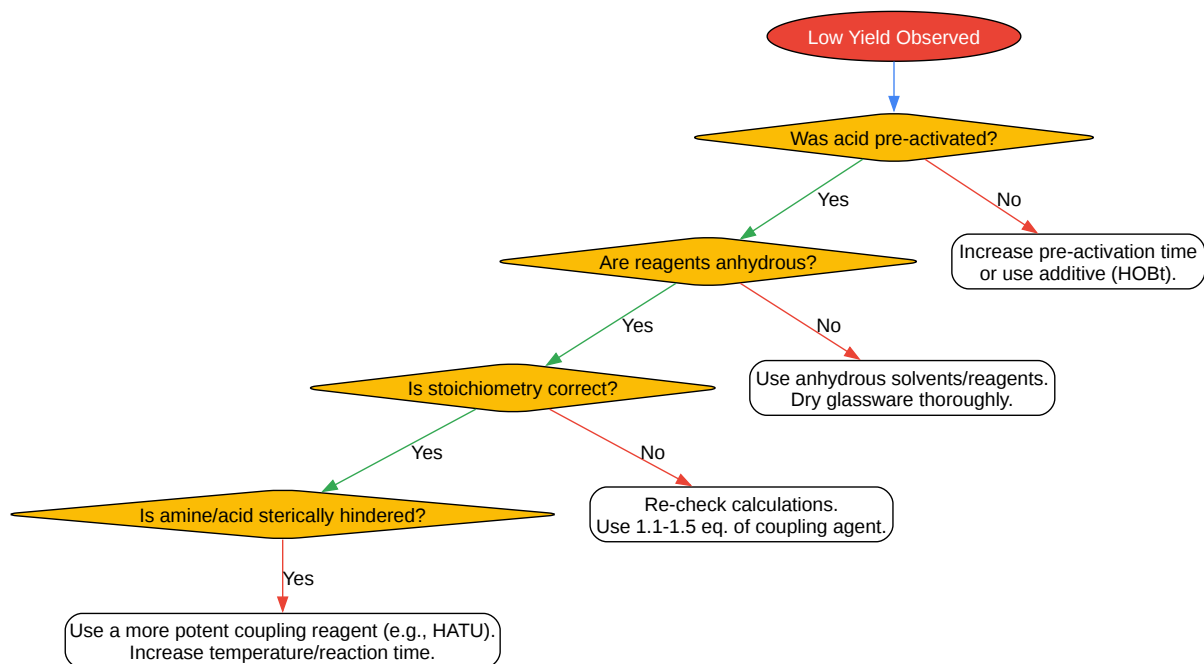 Low Yield Observed
Was acid pre-activated?
Yes
No
Increase pre-activation time
or use additive (HOBt).
Are reagents anhydrous?
Yes
No
Use anhydrous solvents/reagents.
Dry glassware thoroughly.
Is stoichiometry correct?
Yes
No
Re-check calculations.
Use 1.1-1.5 eq. of coupling agent.
Is amine/acid sterically hindered?
Yes
Use a more potent coupling reagent (e.g., HATU).
Increase temperature/reaction time.